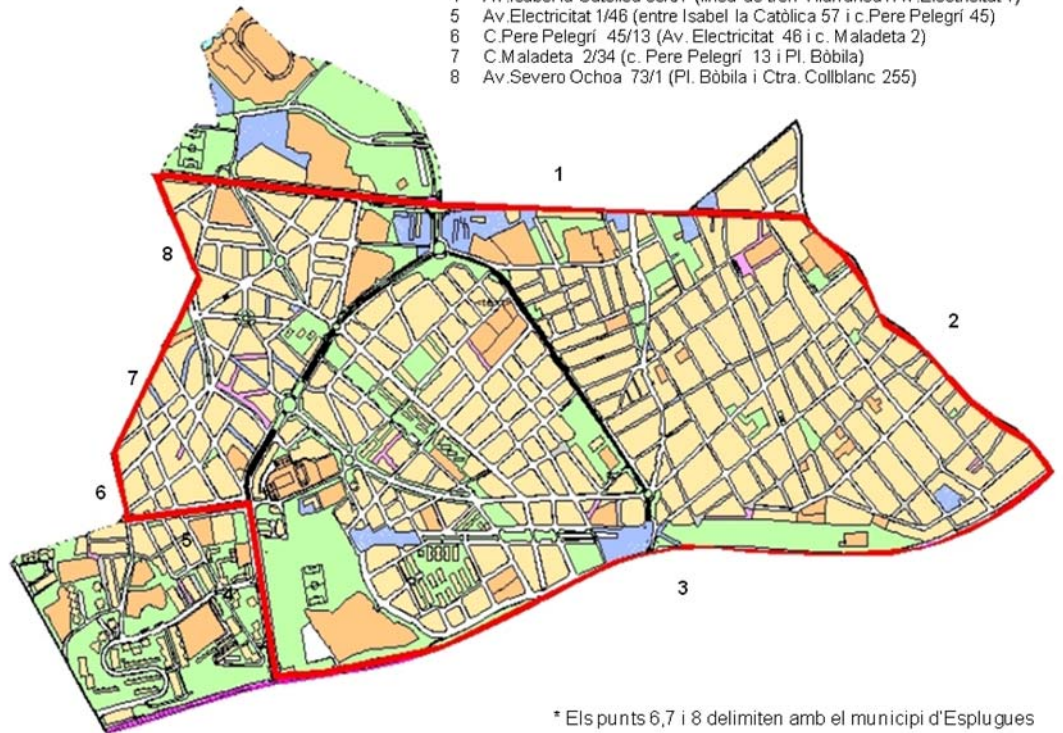 5 Av.Electricitat 1/46 (entre Isabel la Catòlica 57 i c.Pere Pelegrí 45)
6 C.Pere Pelegrí 45/13 (Av. Electricitat 46 i c. Maladeta 2)
7 C.Maladeta 2/34 (c. Pere Pelegrí 13 i Pl. Bòbila)
8 Av.Severo Ochoa 73/1 (Pl. Bòbila i Ctra. Collblanc 255)
1
8
2
7
6
5
4
3
* Els punts 6,7 i 8 delimiten amb el municipi d'Esplugues